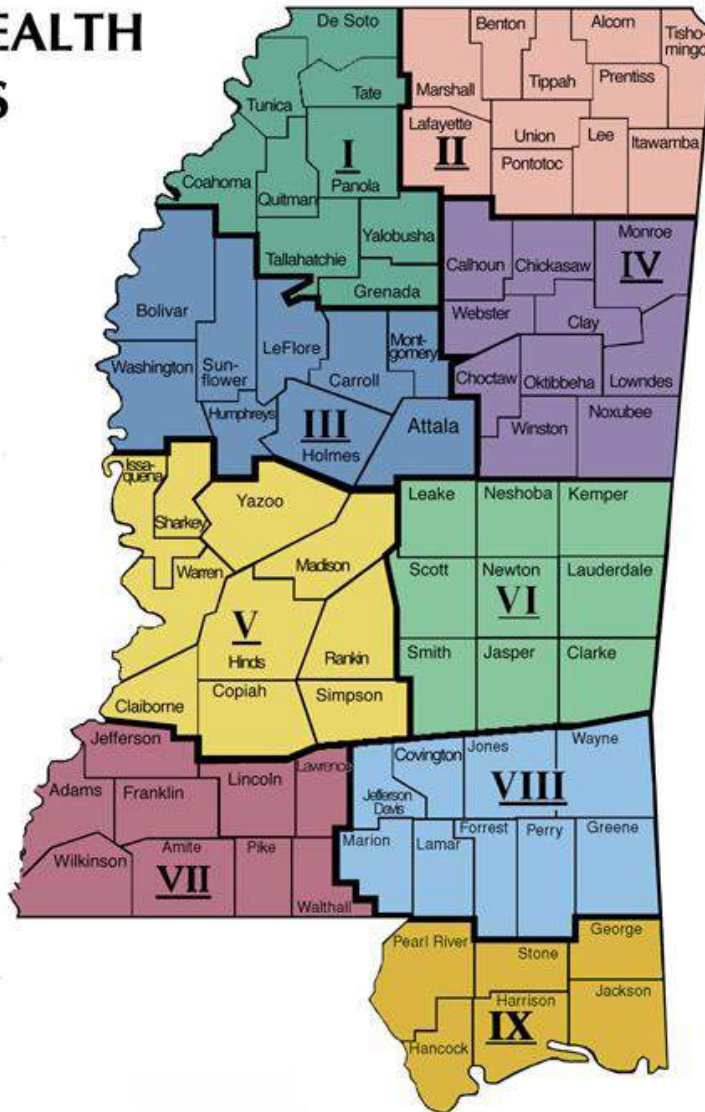 EALTH
S
De Soto
Tunica
Tate
Coahoma
Quitman
I
Panola
Tallahatchie
Yalobusha
Grenada
Benton
Alcorn
Tisho-
mingo
Marshall
Tippah
Prentiss
Lafayette
II
Union
Lee
Itawamba
Pontotoc
Bolivar
Washington
Sun-
flower
LeFlore
Humphreys
Carroll
Mont-
gomery
III
Holmes
Attala
Monroe
Calhoun
Chickasaw
IV
Webster
Clay
Choctaw
Oktibbeha
Lowndes
Winston
Noxubee
Issa-
quena
Sharkey
Yazoo
Warren
Madison
V
Hinds
Rankin
Claiborne
Copiah
Simpson
Leake
Neshoba
Kemper
Scott
Newton
Lauderdale
VI
Smith
Jasper
Clarke
Jefferson
Adams
Franklin
Lincoln
Lawrence
Wilkinson
Amite
Pike
VII
Walthall
Covington
Jones
Wayne
Jefferson
Davis
VIII
Marion
Lamar
Forrest
Perry
Greene
Pearl River
Stone
George
Harrison
Jackson
IX
Hancock